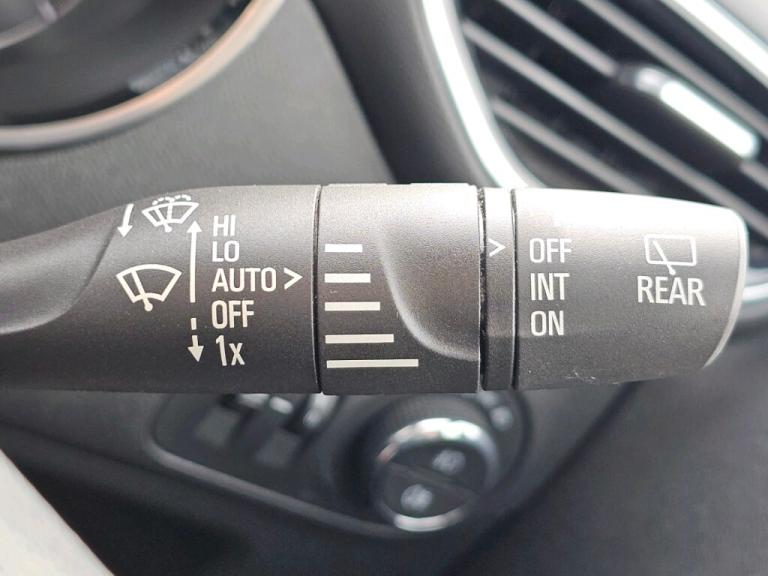 HI
LO
AUTO >
OFF
1x
> OFF
INT
ON
REAR